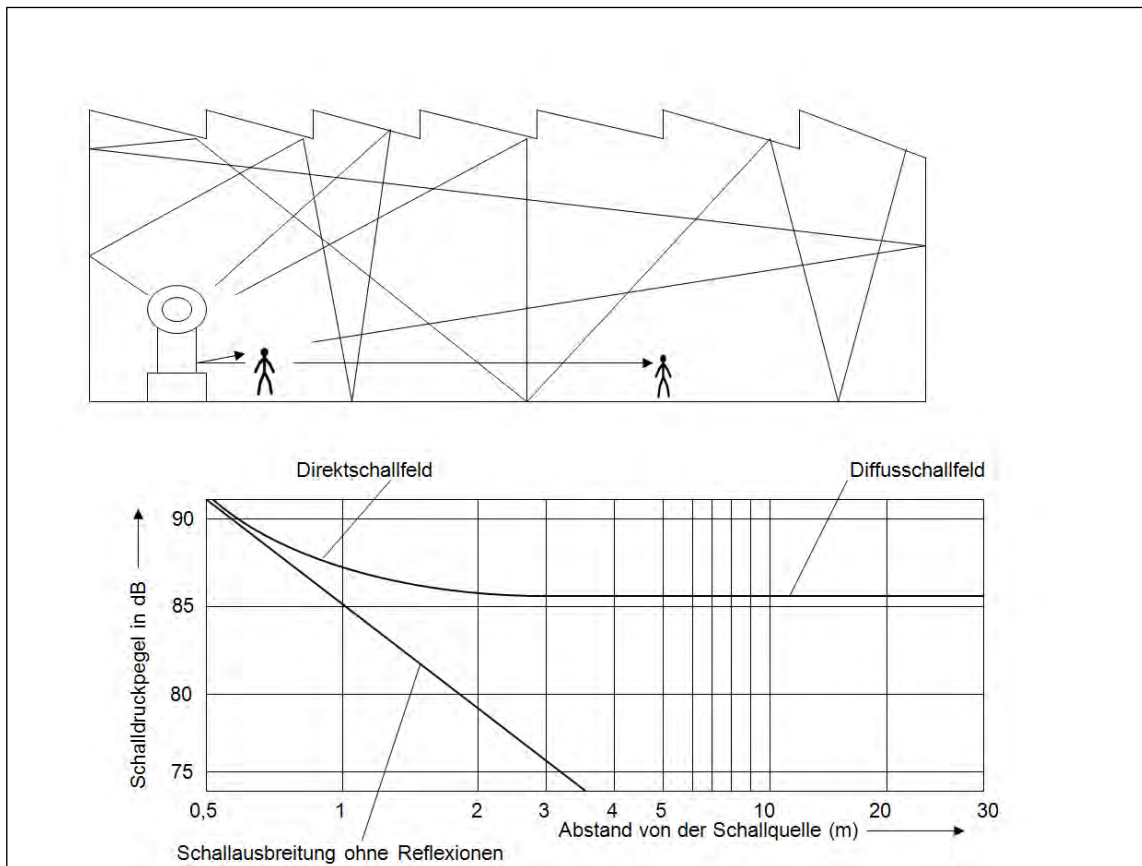 Direktschallfeld
Diffusschallfeld
Schalldruckpegel in dB
90
85
80
75
0,5 1 2 3 4 5 10 20 30
Abstand von der Schallquelle (m)
Schallausbreitung ohne Reflexionen